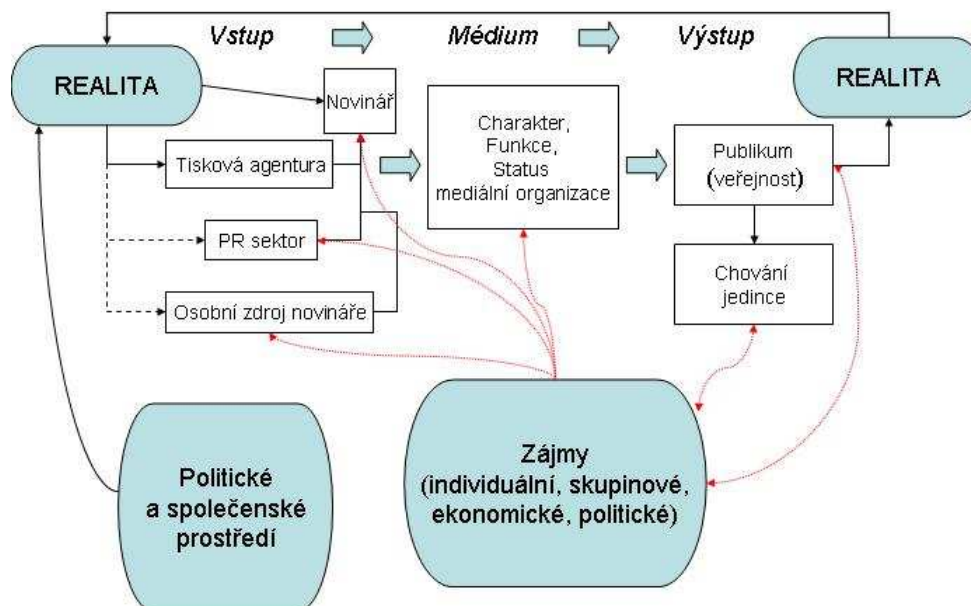 Vstup
Médium
Výstup
REALITA
REALITA
Novinář
Charakter,
Funkce,
Status
mediální organizace
Publikum
(veřejnost)
Tisková agentura
PR sektor
Chování
jedince
Osobní zdroj novináře
Zájmy
(individuální, skupinové,
ekonomické, politické)
Politické
a společenské
prostředí